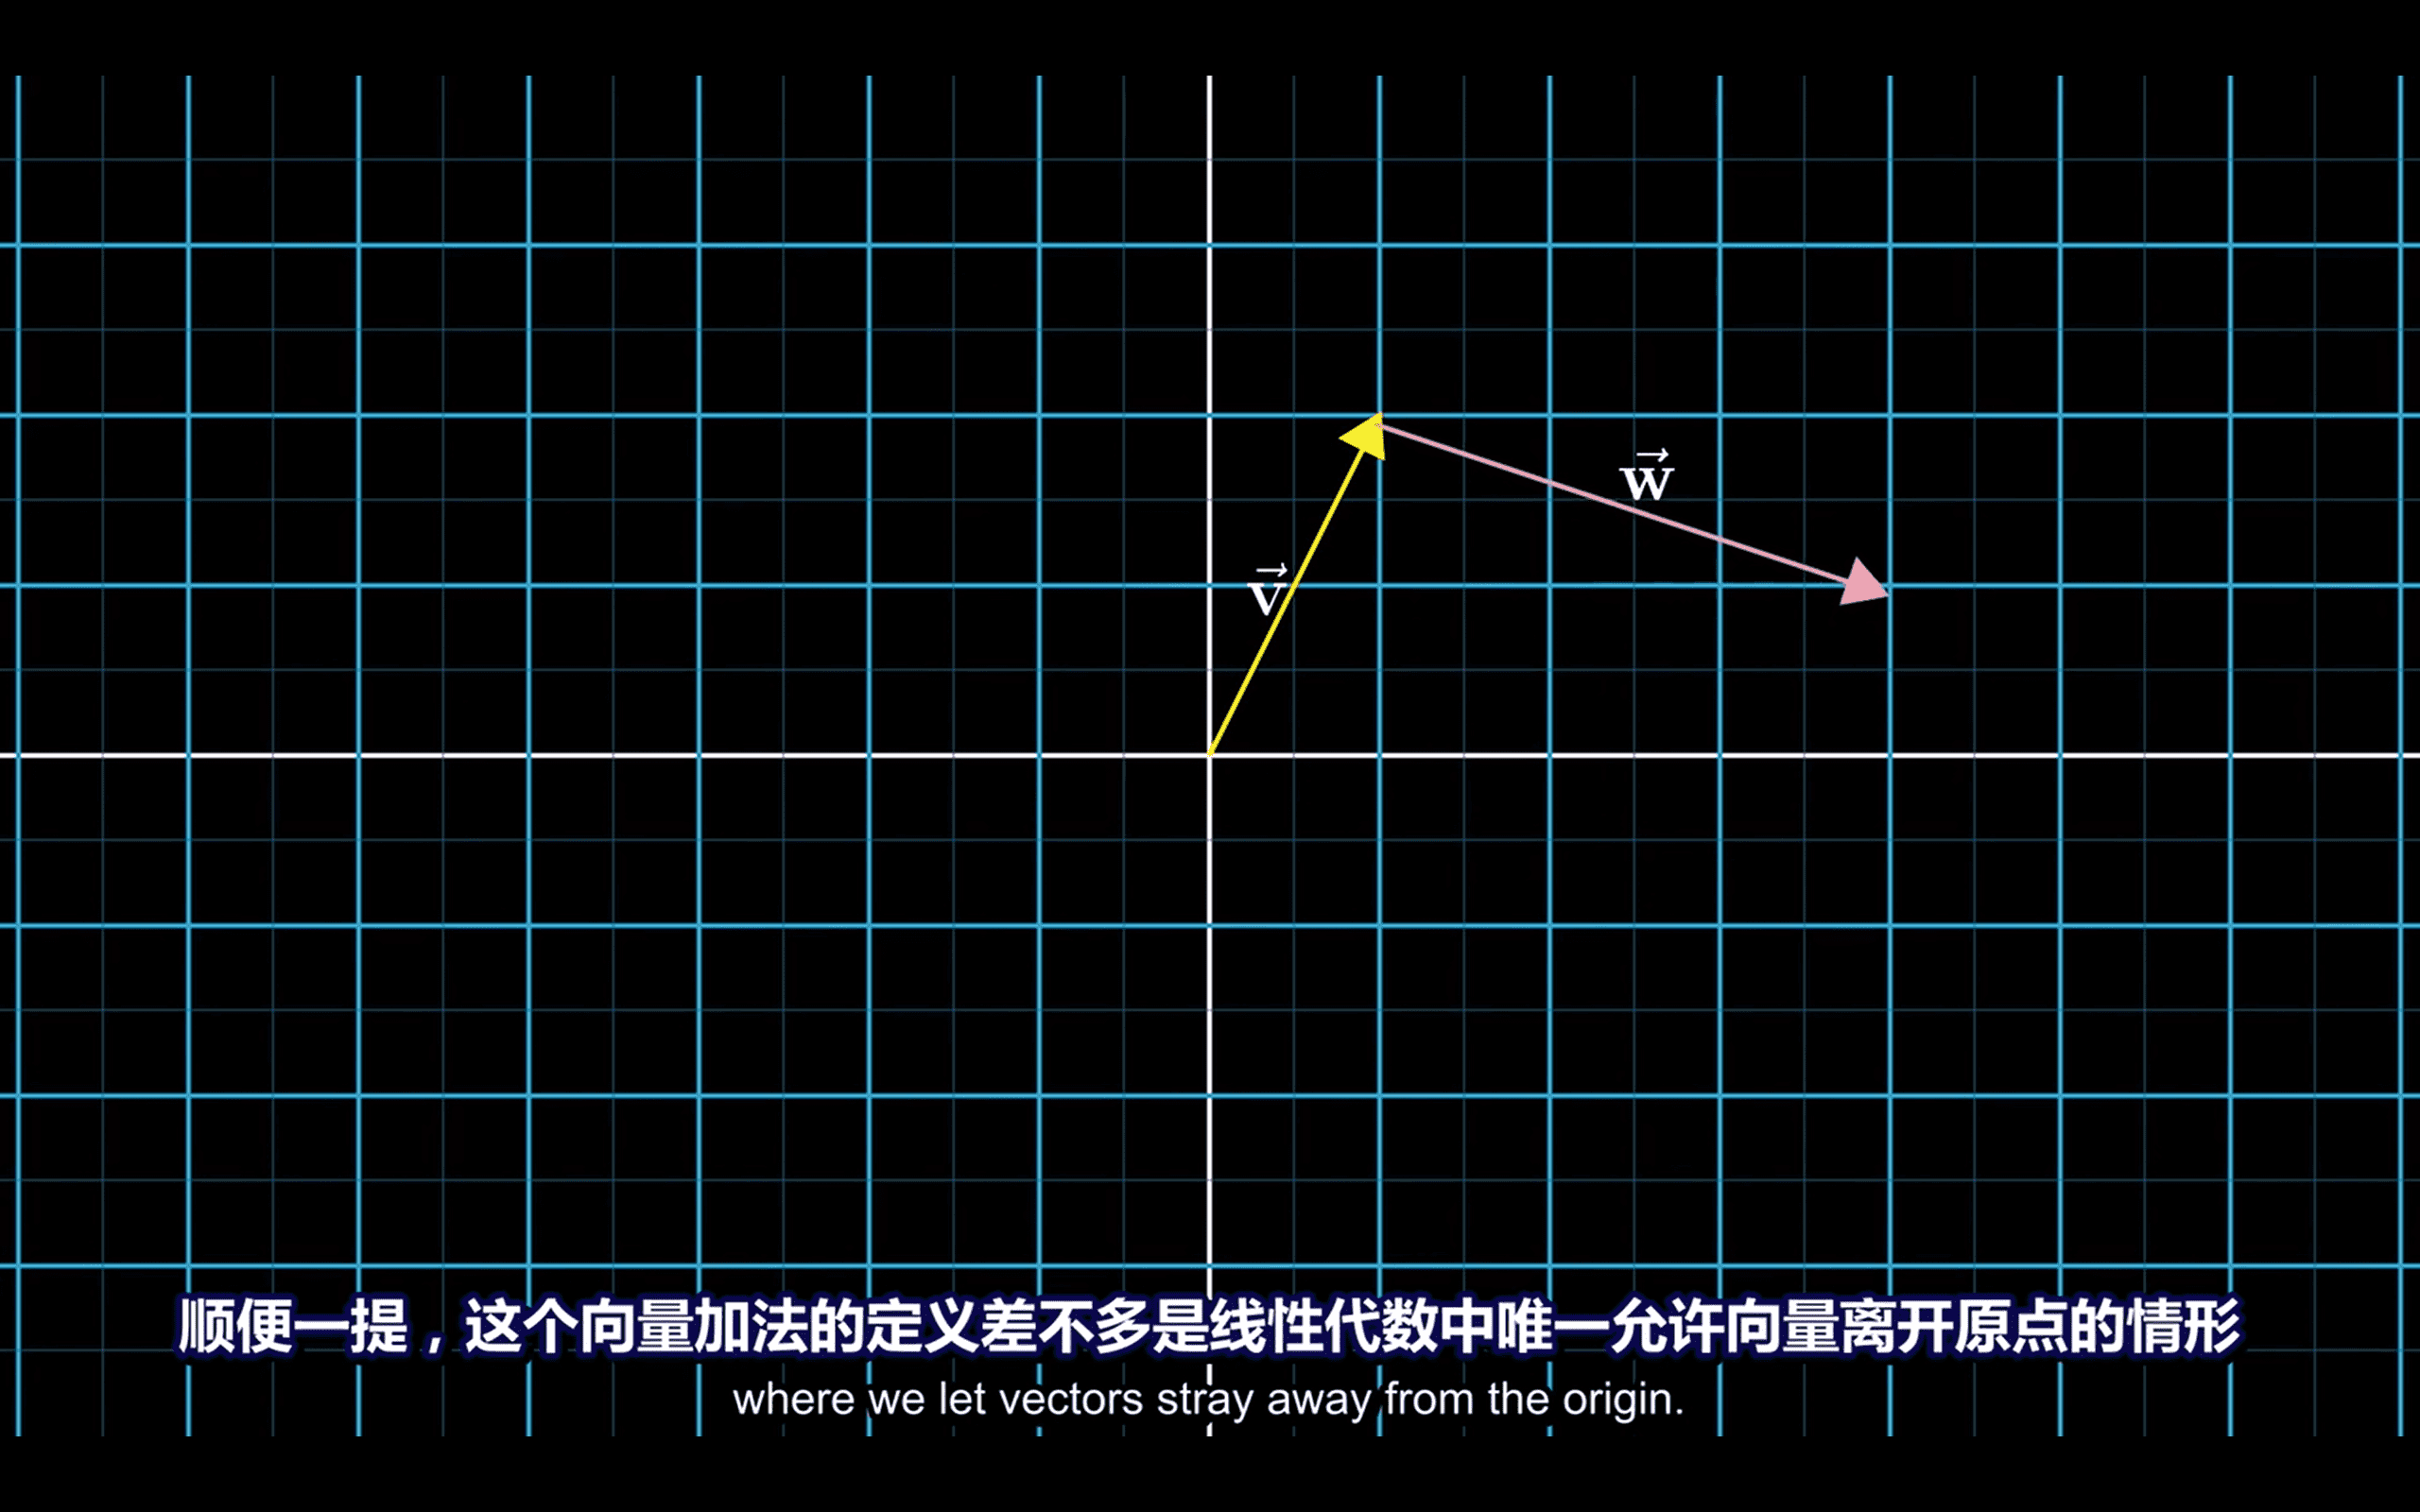 w⃗
v⃗
顺便一提，这个向量加法的定义差不多是线性代数中唯一允许向量离开原点的情形
where we let vectors stray away from the origin.